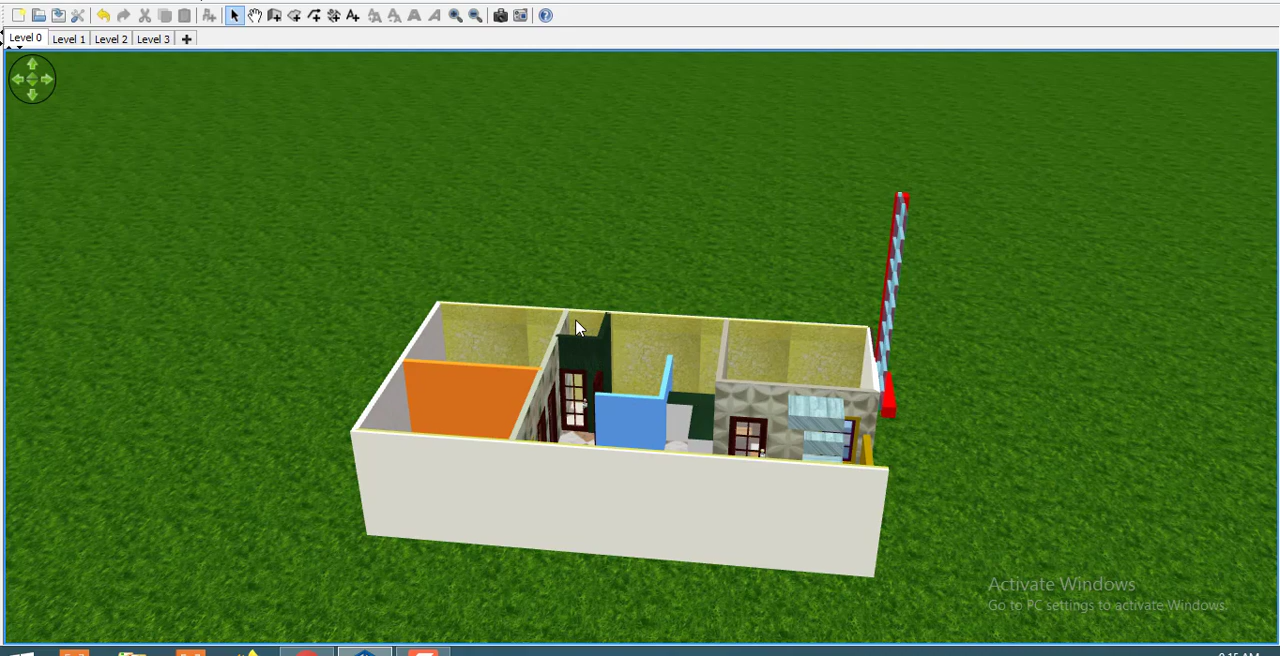 Level 0 Level 1 Level 2 Level 3
Activate Windows
Go to PC settings to activate Windows.